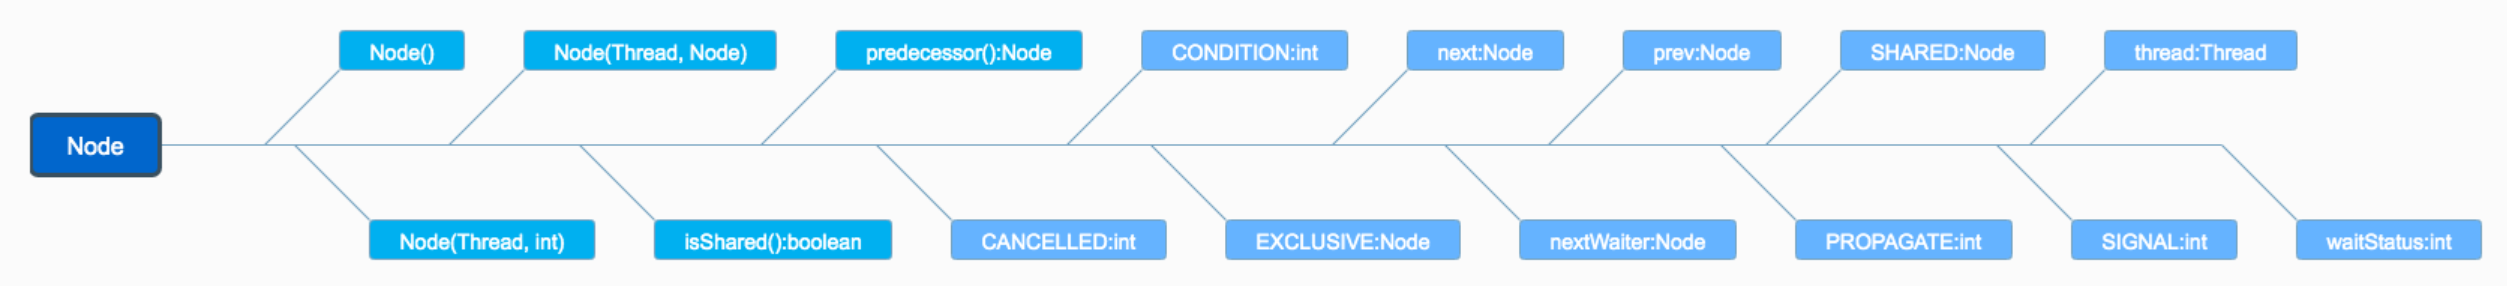 Node()
Node(Thread, Node)
predecessor():Node
CONDITION:int
next:Node
prev:Node
SHARED:Node
thread:Thread
Node
Node(Thread, int)
isShared():boolean
CANCELLED:int
EXCLUSIVE:Node
nextWaiter:Node
PROPAGATE:int
SIGNAL:int
waitStatus:int